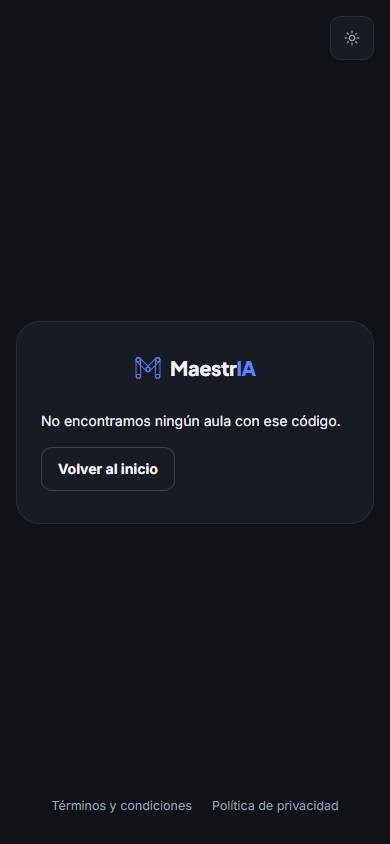 MaestrIA
No encontramos ningún aula con ese código.
Volver al inicio
Términos y condiciones Política de privacidad